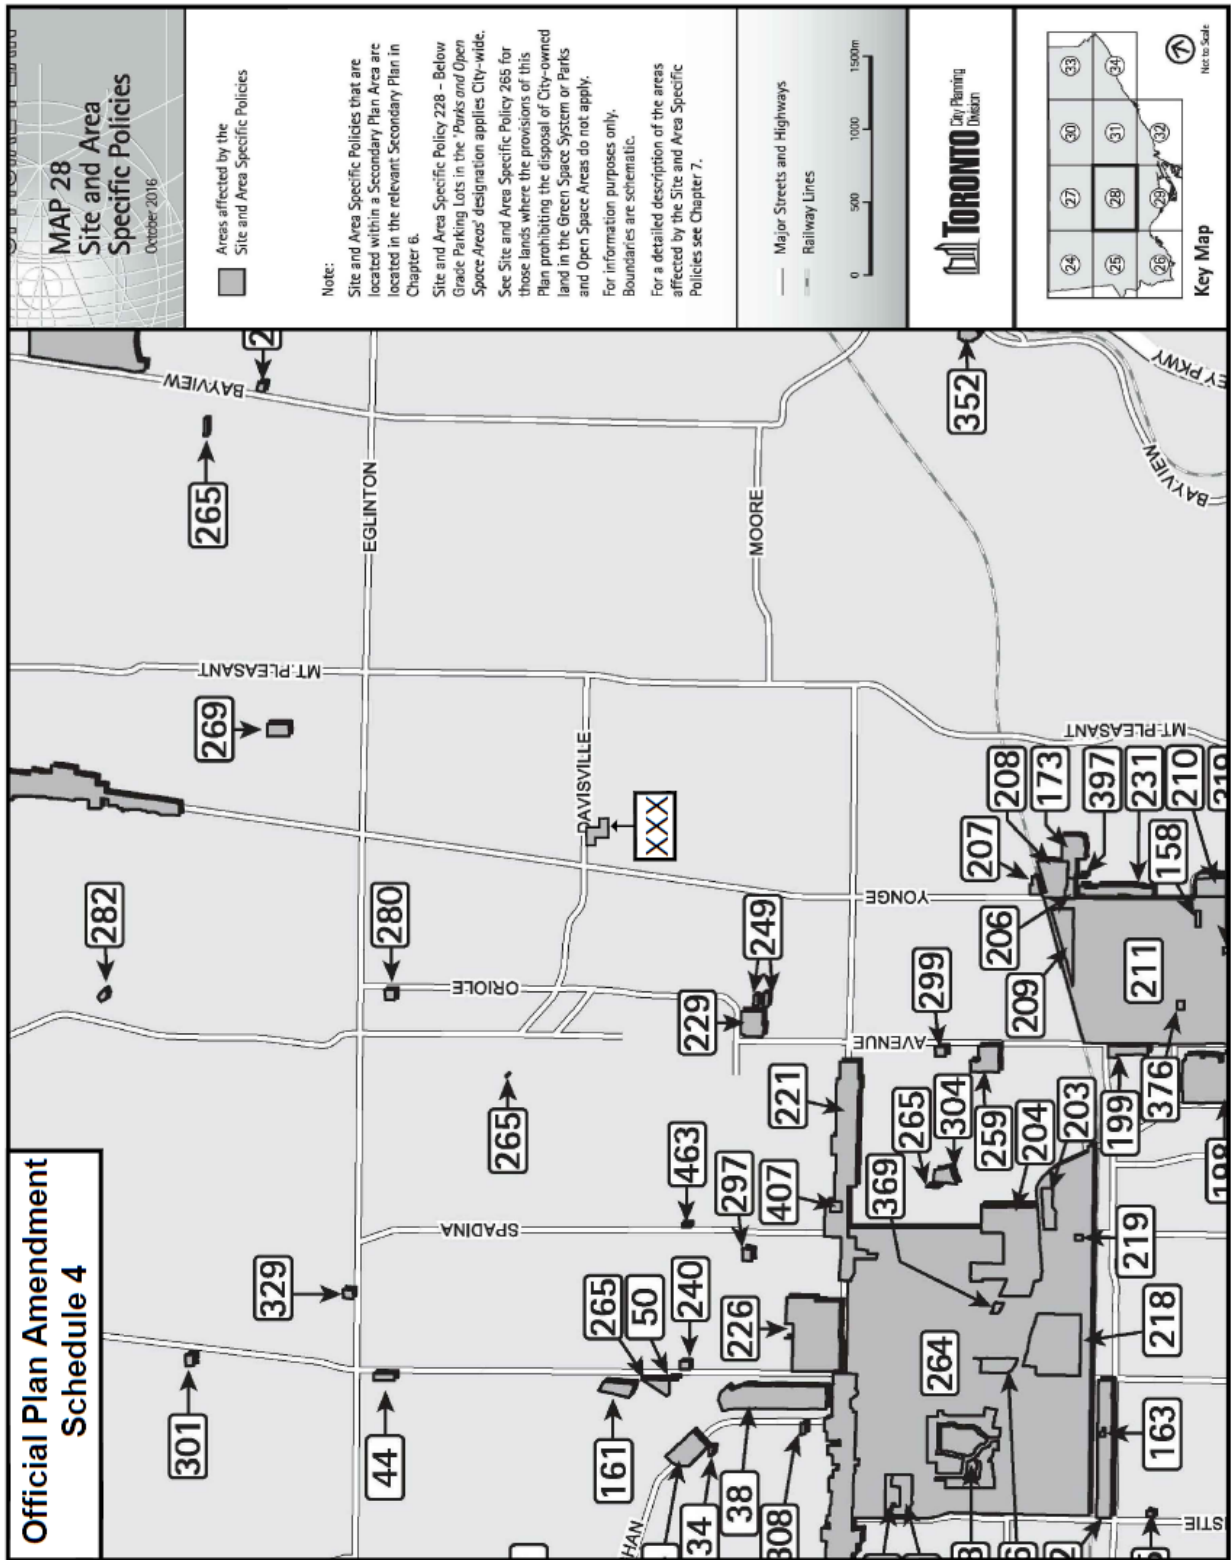 Official Plan Amendment
Schedule 4
MAP 28
Site and Area
Specific Policies
October 2016
Areas affected by the
Site and Area Specific Policies
Note:
Site and Area Specific Policies that are
located within a Secondary Plan Area are
located in the relevant Secondary Plan in
Chapter 6.
Site and Area Specific Policy 228 – Below
Grade Parking Lots in the 'Parks and Open
Space Areas' designation applies City-wide.
See Site and Area Specific Policy 265 for
those lands where the provisions of this
Plan prohibiting the disposal of City-owned
land in the Green Space System or Parks
and Open Space Areas do not apply.
For information purposes only.
Boundaries are schematic.
For a detailed description of the areas
affected by the Site and Area Specific
Policies see Chapter 7.
Major Streets and Highways
Railway Lines
0 500 1000 1500m
TORONTO City Planning
Division
24 27 30 33
25 28 31 34
26 29 32
Not to Scale
Key Map
301
329
282
269
265
BAYVIEW
44
280
EGLINTON
MT. PLEASANT
265
ORIOLE
DAVISVILLE
XXX
161
265
50
240
463
SPADINA
297
229
249
MOORE
34
38
308
226
407
221
YONGE
AVENUE
299
264
369
265
304
259
204
203
206
209
207
208
173
397
231
210
158
211
376
199
219
218
163
198
352
BAYVIEW
MT. PLEASANT